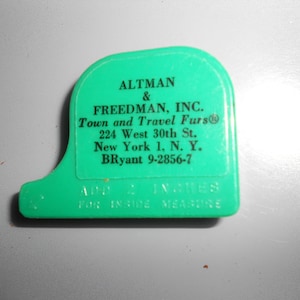 ALTMAN
&
FREEDMAN, INC.
Town and Travel Furs®
224 West 30th St.
New York 1, N. Y.
BRyant 9-2856-7
ADD 2 INCHES
FOR INSIDE MEASURE